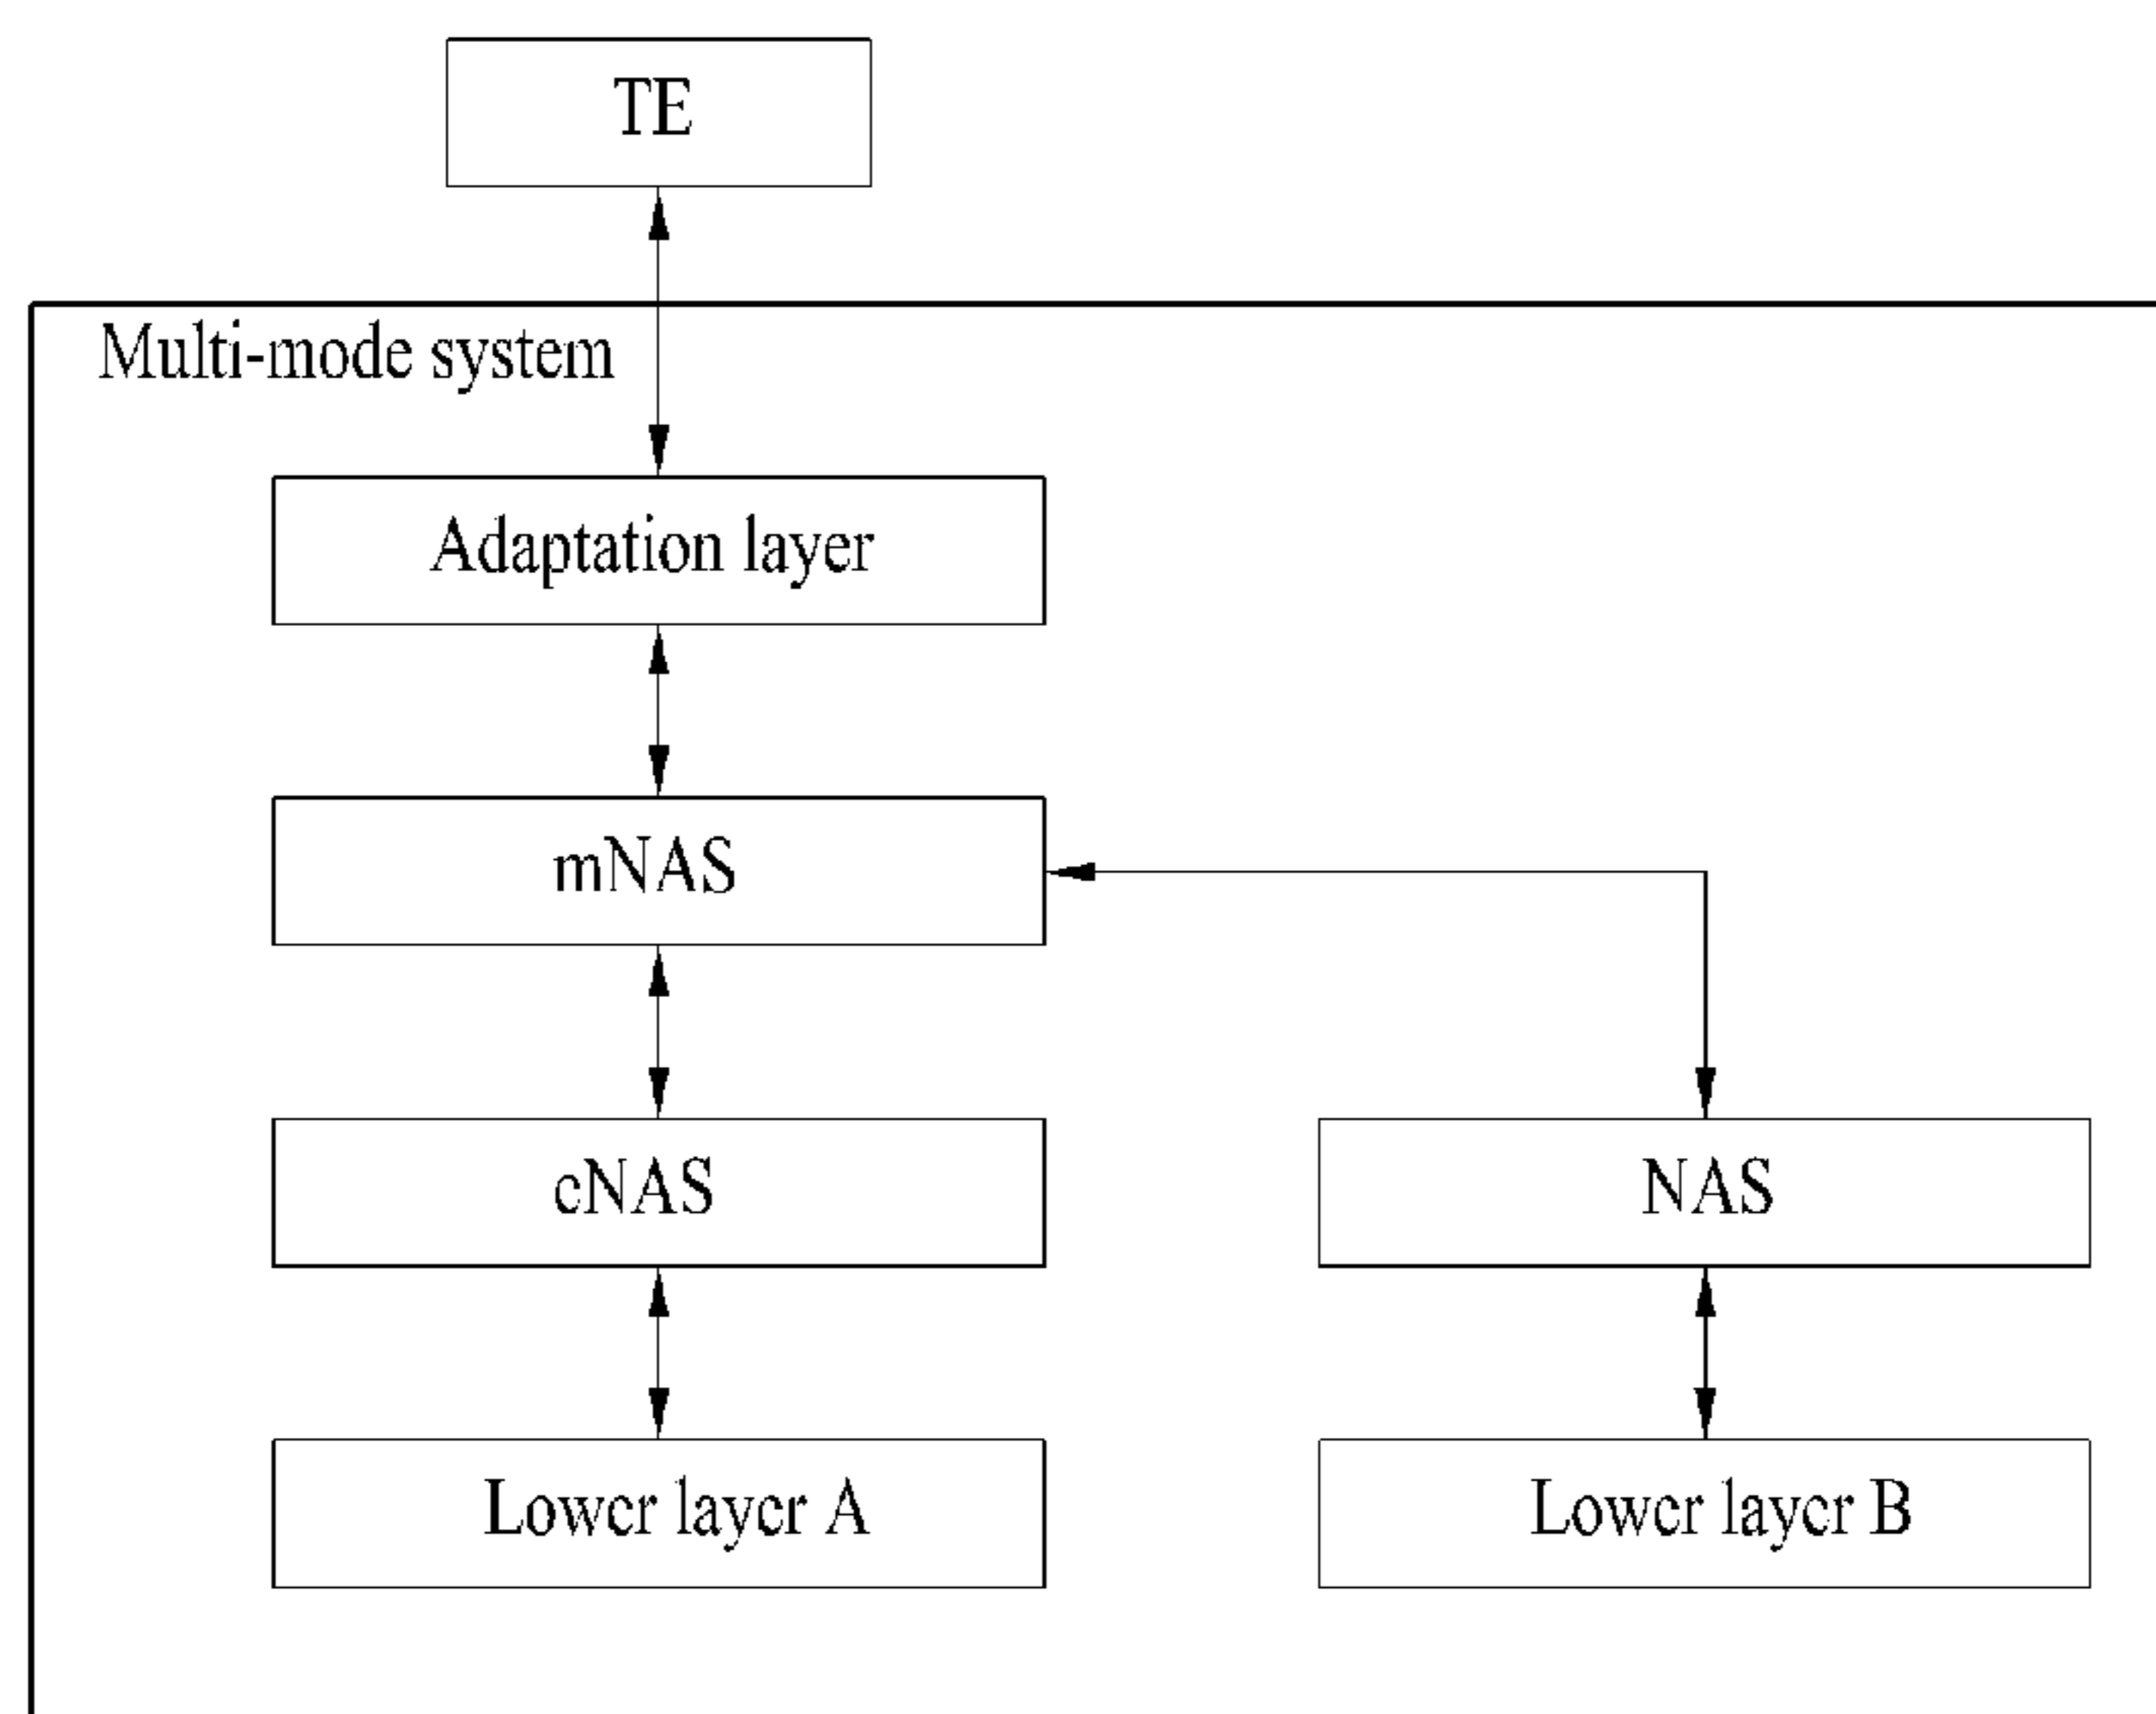 TE
Multi-mode system
Adaptation layer
mNAS
cNAS
NAS
Lower layer A
Lower layer B